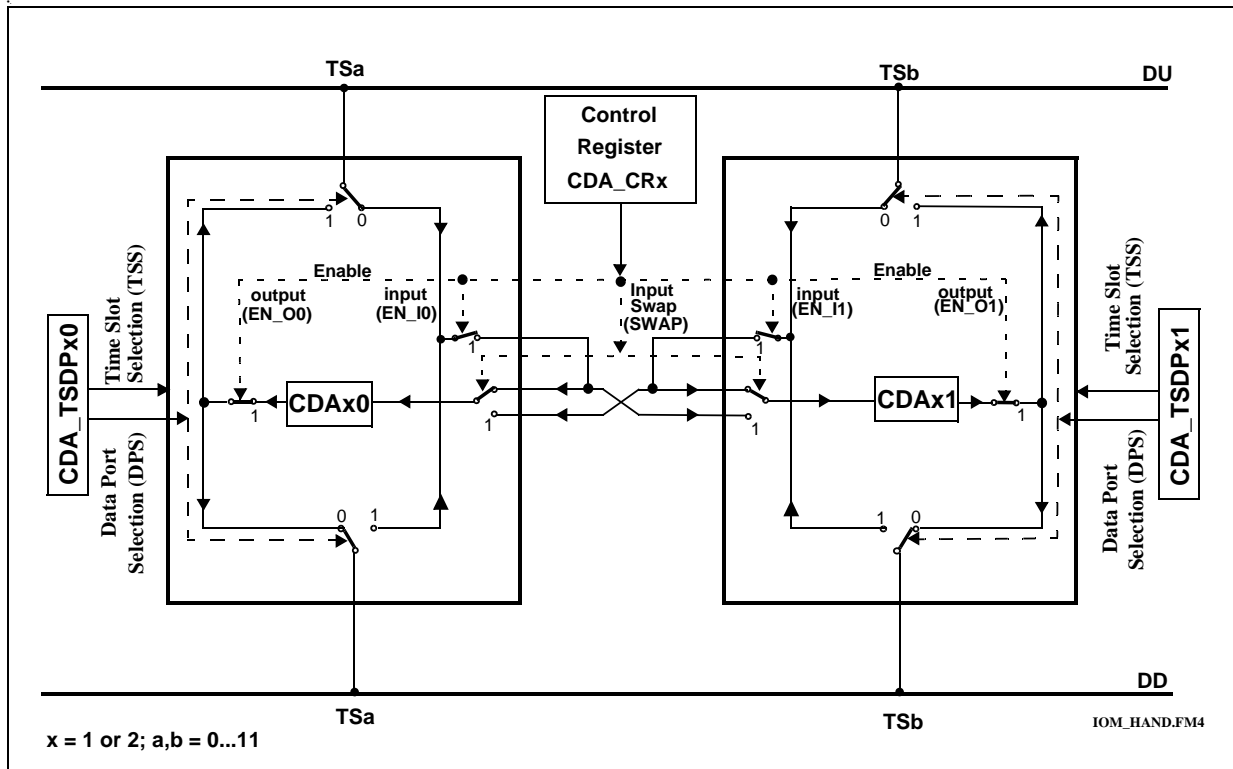 TSa
TSb
DU
Control
Register
CDA_CRx
1
0
0
1
Enable
Enable
output
(EN_O0)
input
(EN_I0)
Input
Swap
(SWAP)
input
(EN_I1)
output
(EN_O1)
Time Slot
Selection (TSS)
Time Slot
Selection (TSS)
CDA_TSDPx0
CDA_TSDPx1
1
1
CDAx0
CDAx1
1
1
1
1
Data Port
Selection (DPS)
Data Port
Selection (DPS)
0
1
1
0
DD
TSa
TSb
IOM_HAND.FM4
x = 1 or 2; a,b = 0...11